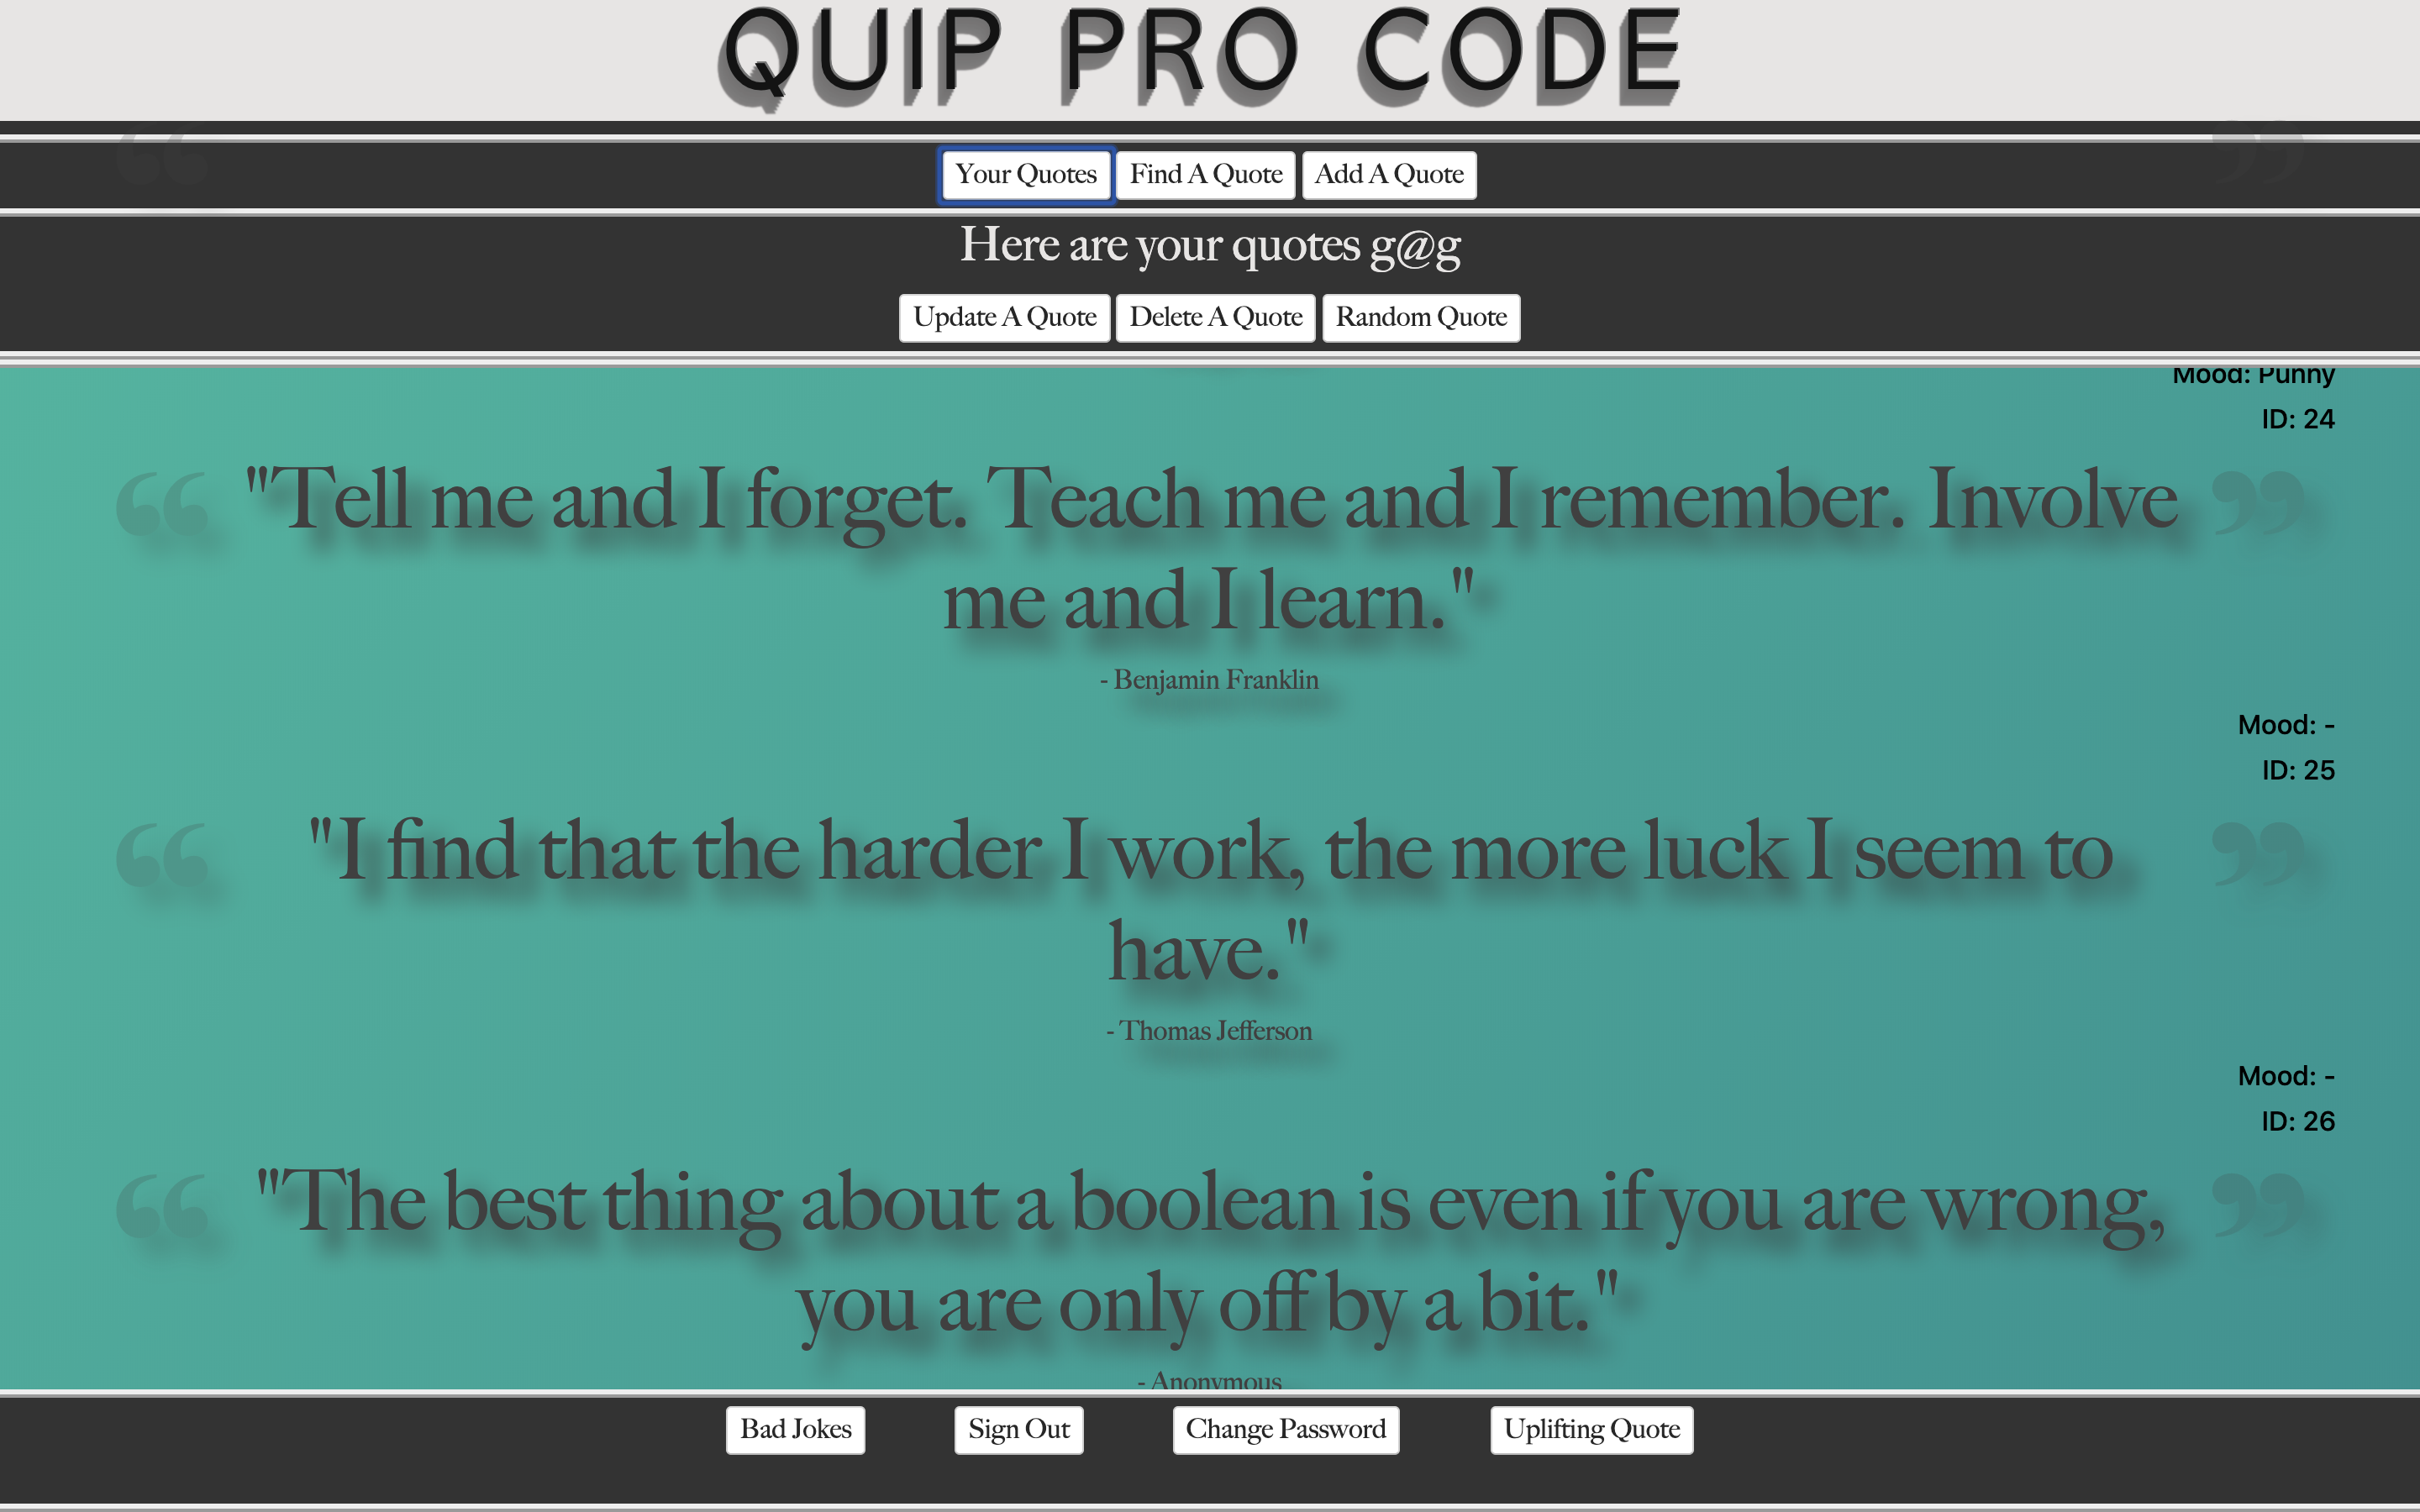 QUIP PRO CODE
Your Quotes Find A Quote Add A Quote
Here are your quotes g@g
Update A Quote Delete A Quote Random Quote
Mood: Punny
ID: 24
"Tell me and I forget. Teach me and I remember. Involve
me and I learn."
- Benjamin Franklin
Mood: -
ID: 25
"I find that the harder I work, the more luck I seem to
have."
- Thomas Jefferson
Mood: -
ID: 26
"The best thing about a boolean is even if you are wrong,
you are only off by a bit."
- Anonymous
Bad Jokes Sign Out Change Password Uplifting Quote